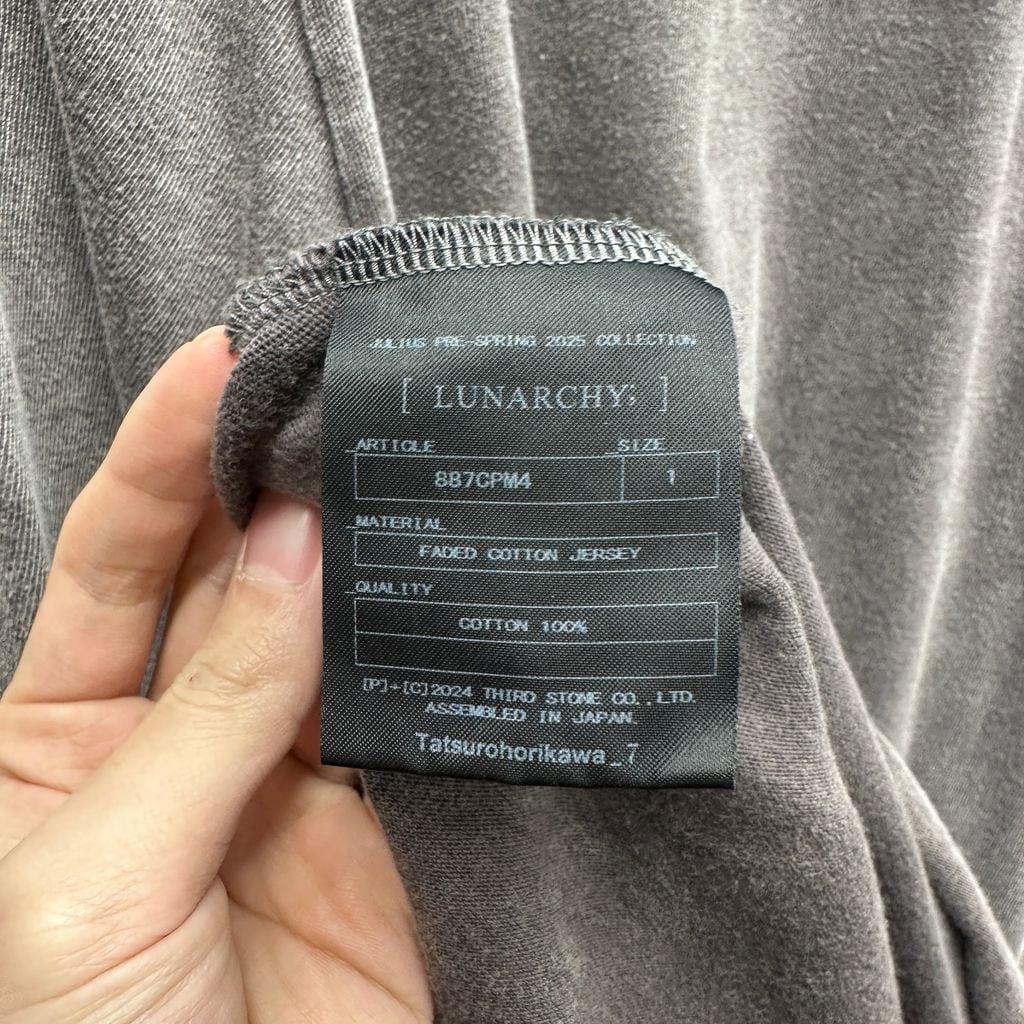 JULIUS PRE-SPRING 2025 COLLECTION
[ LUNARCHY; ]
ARTICLE SIZE
887CPM4 1
MATERIAL
FADED COTTON JERSEY
QUALITY
COTTON 100%
[P]+[C]2024 THIRD STONE CO.,LTD.
ASSEMBLED IN JAPAN.
Tatsurohorikawa_7